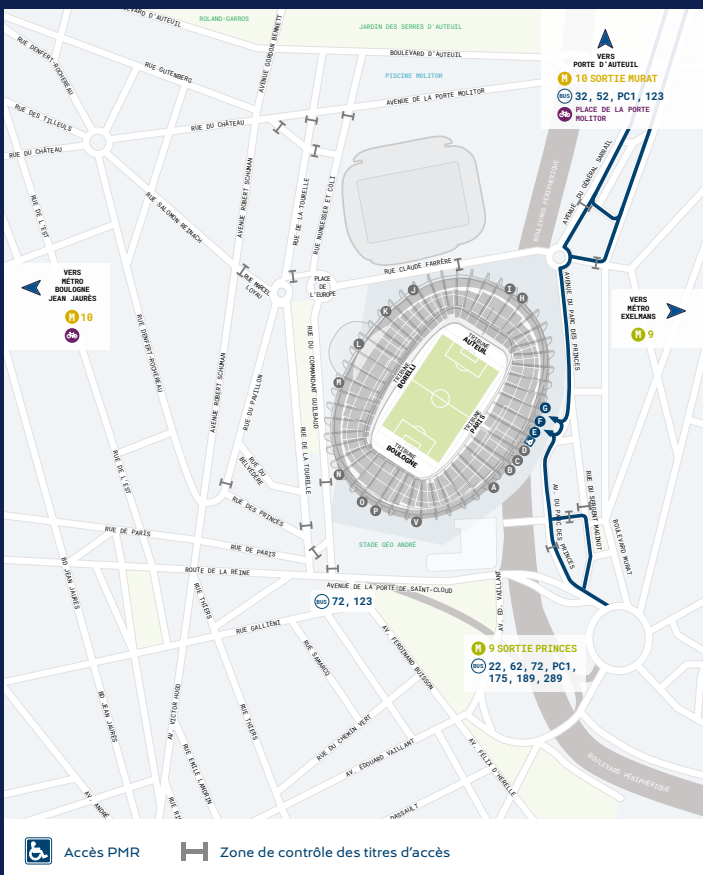 BOULEVARD D'AUTEUIL
ROLAND-GARROS
JARDIN DES SERRES D'AUTEUIL
AVENUE GORDON BENNETT
BOULEVARD D'AUTEUIL
RUE DENFERT-ROCHEREAU
RUE GUTENBERG
PISCINE MOLITOR
AVENUE DE LA PORTE MOLITOR
VERS
PORTE D'AUTEUIL
M 10 SORTIE MURAT
BUS 32, 52, PC1, 123
PLACE DE LA PORTE
MOLITOR
RUE DES TILLEULS
RUE DU CHÂTEAU
RUE DU CHÂTEAU
AVENUE ROBERT SCHUMAN
RUE DE LA TOURELLE
RUE NUNGESSER ET COLI
BOULEVARD PÉRIPHÉRIQUE
AVENUE DU GÉNÉRAL SARRAIL
RUE DE L'EST
RUE SALOMON REINACH
RUE MARCEL
LOYAU
PLACE
DE
L'EUROPE
RUE CLAUDE FARRÈRE
VERS
MÉTRO
BOULOGNE
JEAN JAURÈS
M 10
VERS
MÉTRO
EXELMANS
M 9
AVENUE DU PARC DES PRINCES
RUE DENFERT-ROCHEREAU
AVENUE ROBERT SCHUMAN
RUE DU PAVILLON
RUE DU COMMANDANT GUILBAUD
J
I
H
K
L
M
TRIBUNE
AUTEUIL
TRIBUNE
BORELLI
TRIBUNE
PARIS
TRIBUNE
BOULOGNE
G
F
E
D
C
B
A
N
O
P
V
RUE DE L'EST
RUE DU
BELVÉDÈRE
RUE DE LA TOURELLE
RUE DES PRINCES
RUE DE PARIS
RUE DE PARIS
STADE GÉO ANDRÉ
AV. DU PARC DES PRINCES
RUE DU SERGENT MAGINOT
BOULEVARD MURAT
BD JEAN JAURÈS
ROUTE DE LA REINE
AVENUE DE LA PORTE DE SAINT-CLOUD
BUS 72, 123
RUE THIERS
RUE GALLIENI
RUE SAMARCQ
AV. FERDINAND BUISSON
M 9 SORTIE PRINCES
BUS 22, 62, 72, PC1,
175, 189, 289
BD JEAN JAURÈS
AV. VICTOR HUGO
RUE THIERS
RUE DU CHEMIN VERT
AV. ÉDOUARD VAILLANT
AV. FÉLIX D'HÉRELLE
RUE EMILE LANDRIN
BOULEVARD PÉRIPHÉRIQUE
AV. ANDRÉ
DASSAULT
Accès PMR
Zone de contrôle des titres d'accès